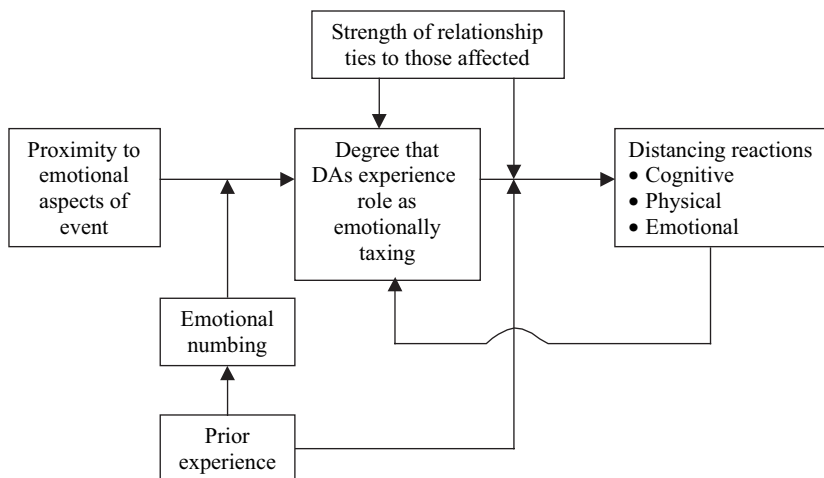 Strength of relationship
ties to those affected
Proximity to
emotional
aspects of
event
Degree that
DAs experience
role as
emotionally
taxing
Distancing reactions
• Cognitive
• Physical
• Emotional
Emotional
numbing
Prior
experience